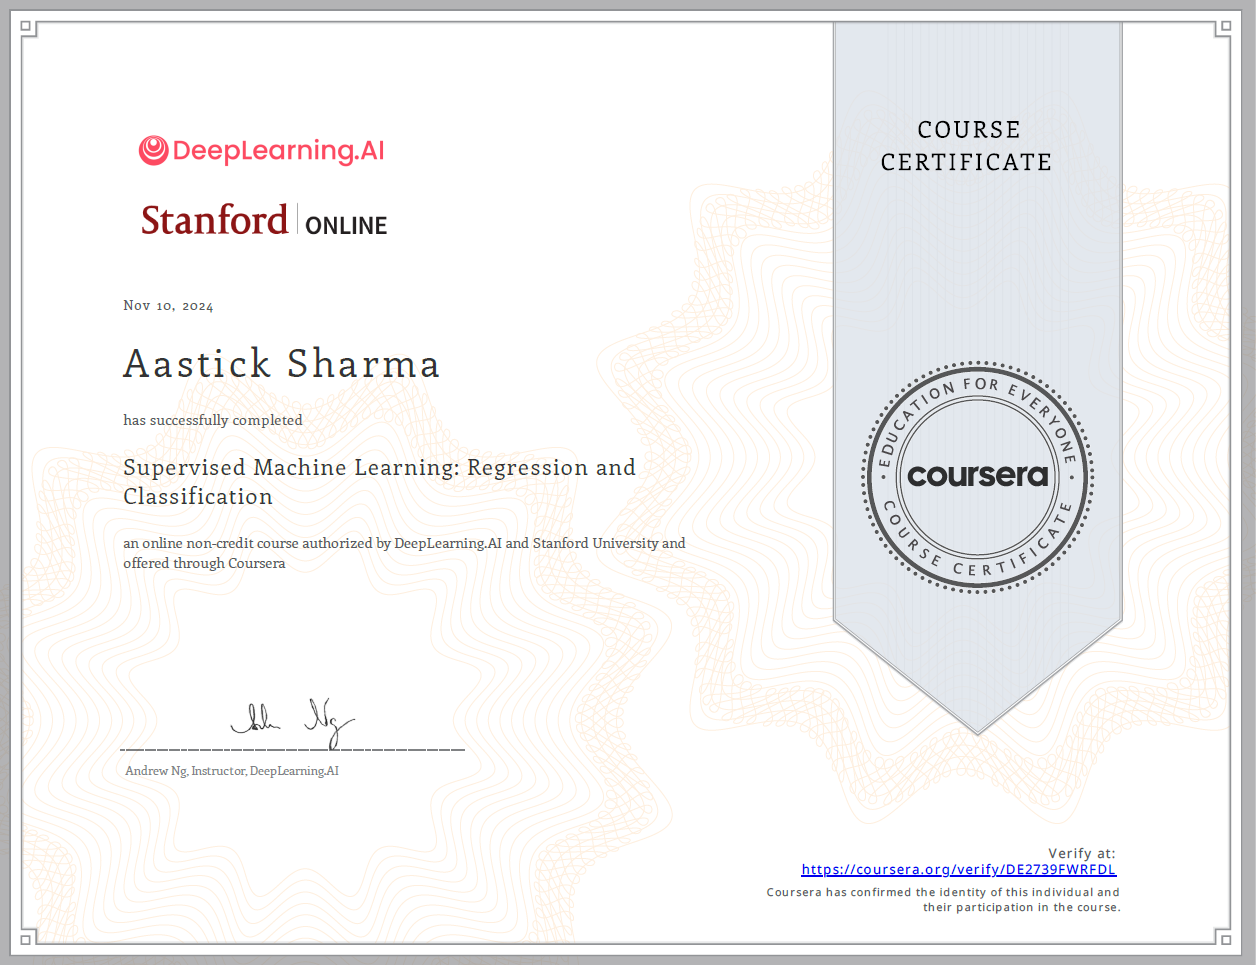 DeepLearning.AI
Stanford ONLINE
Nov 10, 2024
Aastick Sharma
has successfully completed
Supervised Machine Learning: Regression and
Classification
an online non-credit course authorized by DeepLearning.AI and Stanford University and
offered through Coursera
Andrew Ng, Instructor, DeepLearning.AI
COURSE
CERTIFICATE
EDUCATION FOR EVERYONE
coursera
COURSE CERTIFICATE
Verify at:
https://coursera.org/verify/DE2739FWRFDL
Coursera has confirmed the identity of this individual and
their participation in the course.